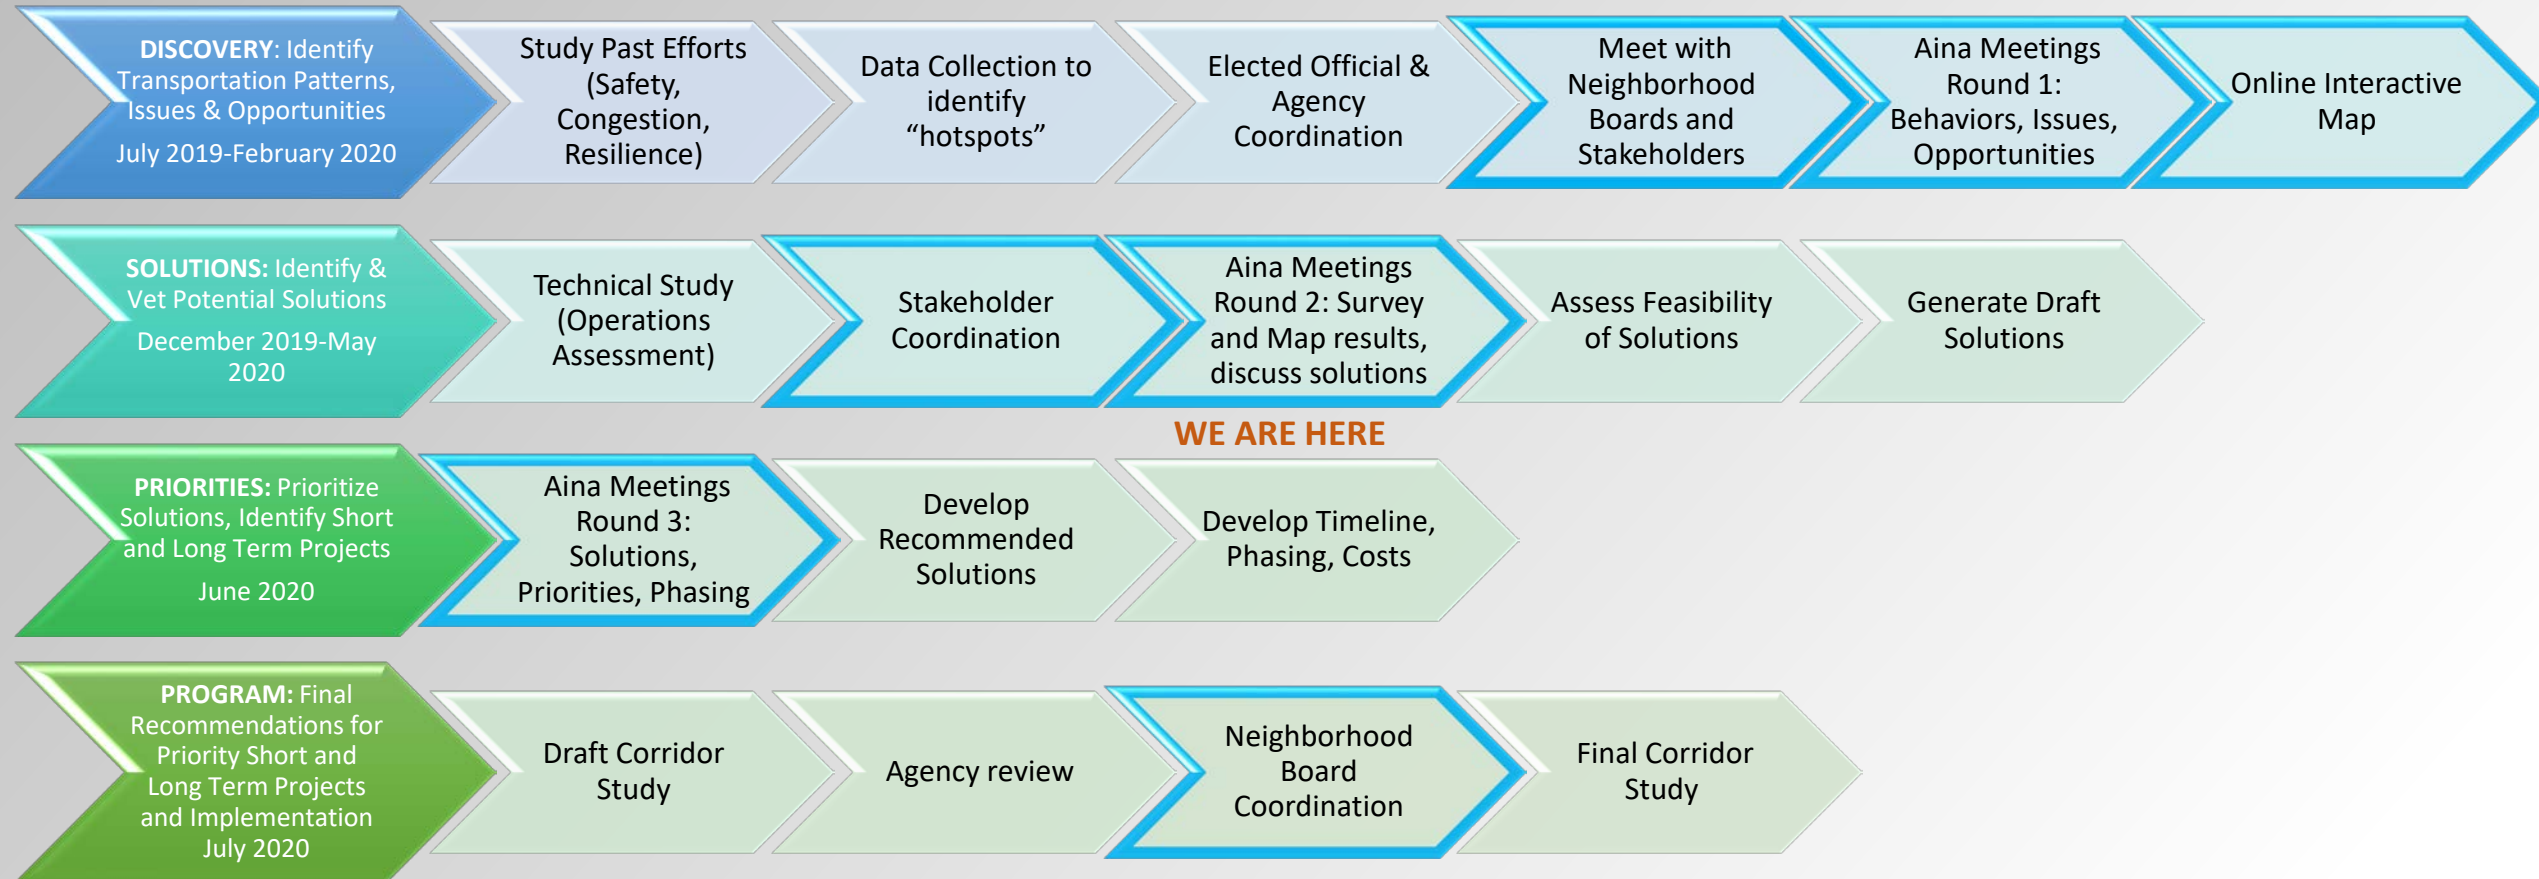 DISCOVERY: Identify
Transportation Patterns,
Issues & Opportunities
July 2019-February 2020
Study Past Efforts
(Safety,
Congestion,
Resilience)
Data Collection to
identify
“hotspots”
Elected Official &
Agency
Coordination
Meet with
Neighborhood
Boards and
Stakeholders
Aina Meetings
Round 1:
Behaviors, Issues,
Opportunities
Online Interactive
Map
SOLUTIONS: Identify &
Vet Potential Solutions
December 2019-May
2020
Technical Study
(Operations
Assessment)
Stakeholder
Coordination
Aina Meetings
Round 2: Survey
and Map results,
discuss solutions
Assess Feasibility
of Solutions
Generate Draft
Solutions
WE ARE HERE
PRIORITIES: Prioritize
Solutions, Identify Short
and Long Term Projects
June 2020
Aina Meetings
Round 3:
Solutions,
Priorities, Phasing
Develop
Recommended
Solutions
Develop Timeline,
Phasing, Costs
PROGRAM: Final
Recommendations for
Priority Short and
Long Term Projects
and Implementation
July 2020
Draft Corridor
Study
Agency review
Neighborhood
Board
Coordination
Final Corridor
Study